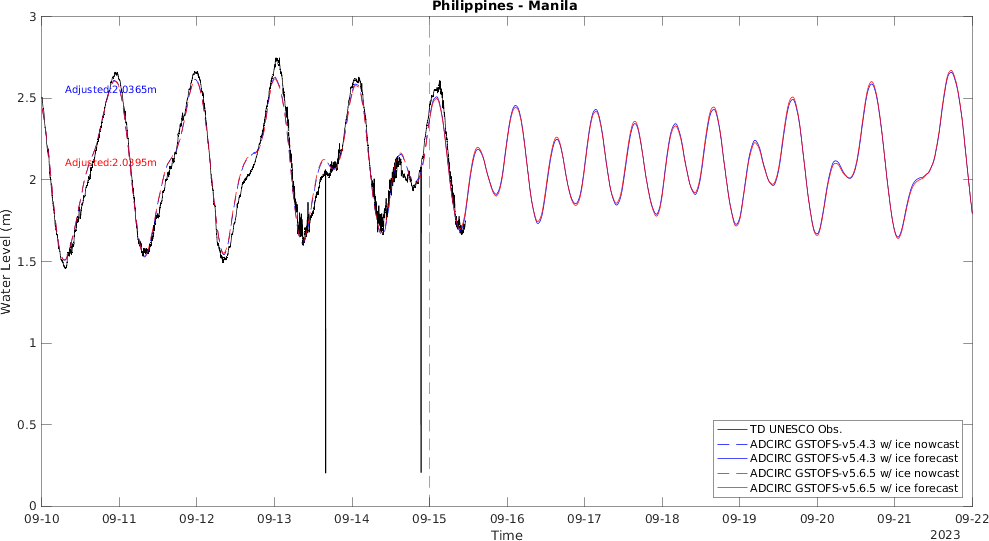 Philippines - Manila
3
2.5
2
1.5
1
0.5
0
Water Level (m)
Adjusted:2.0365m
Adjusted:2.0395m
TD UNESCO Obs.
ADCIRC GSTOFS-v5.4.3 w/ ice nowcast
ADCIRC GSTOFS-v5.4.3 w/ ice forecast
ADCIRC GSTOFS-v5.6.5 w/ ice nowcast
ADCIRC GSTOFS-v5.6.5 w/ ice forecast
09-10 09-11 09-12 09-13 09-14 09-15 09-16 09-17 09-18 09-19 09-20 09-21 09-22
Time
2023